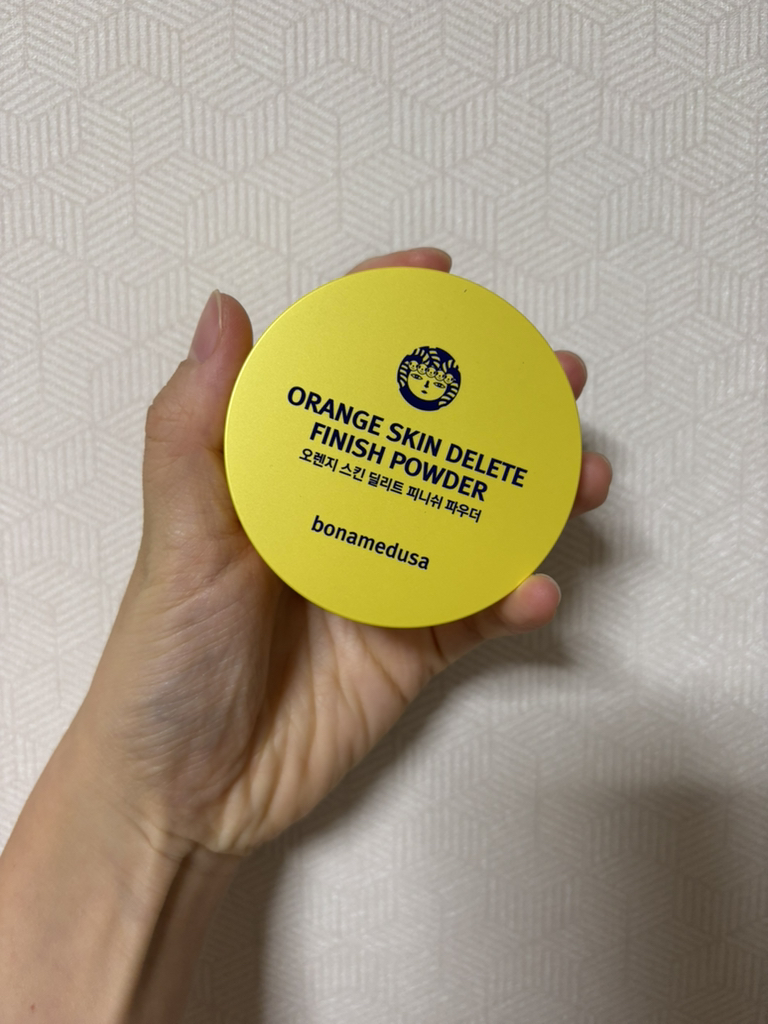 ORANGE SKIN DELETE
FINISH POWDER
오렌지 스킨 딜리트 피니쉬 파우더
bonamedusa